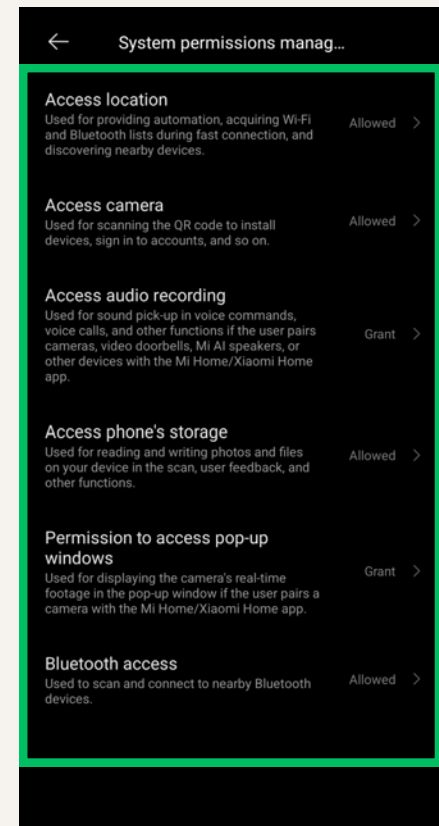 System permissions manag...
Access location
Used for providing automation, acquiring Wi-Fi
and Bluetooth lists during fast connection, and
discovering nearby devices.
Allowed
Access camera
Used for scanning the QR code to install
devices, sign in to accounts, and so on.
Allowed
Access audio recording
Used for sound pick-up in voice commands,
voice calls, and other functions if the user pairs
cameras, video doorbells, Mi AI speakers, or
other devices with the Mi Home/Xiaomi Home
app.
Grant
Access phone's storage
Used for reading and writing photos and files
on your device in the scan, user feedback, and
other functions.
Allowed
Permission to access pop-up
windows
Used for displaying the camera's real-time
footage in the pop-up window if the user pairs a
camera with the Mi Home/Xiaomi Home app.
Grant
Bluetooth access
Used to scan and connect to nearby Bluetooth
devices.
Allowed